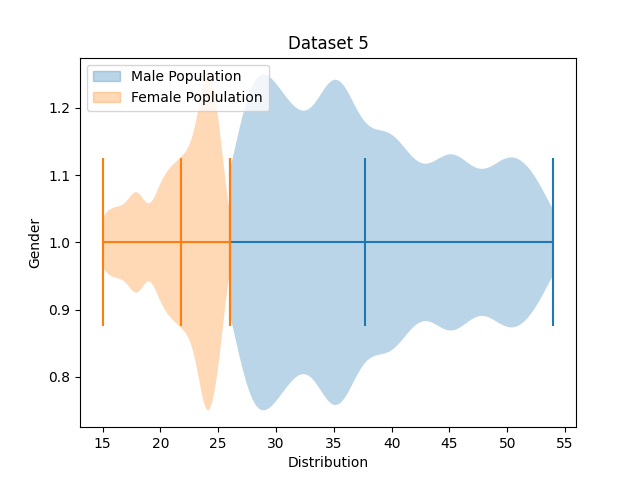 Dataset 5
Male Population
Female Poplulation
1.2
1.1
1.0
0.9
0.8
Gender
15 20 25 30 35 40 45 50 55
Distribution